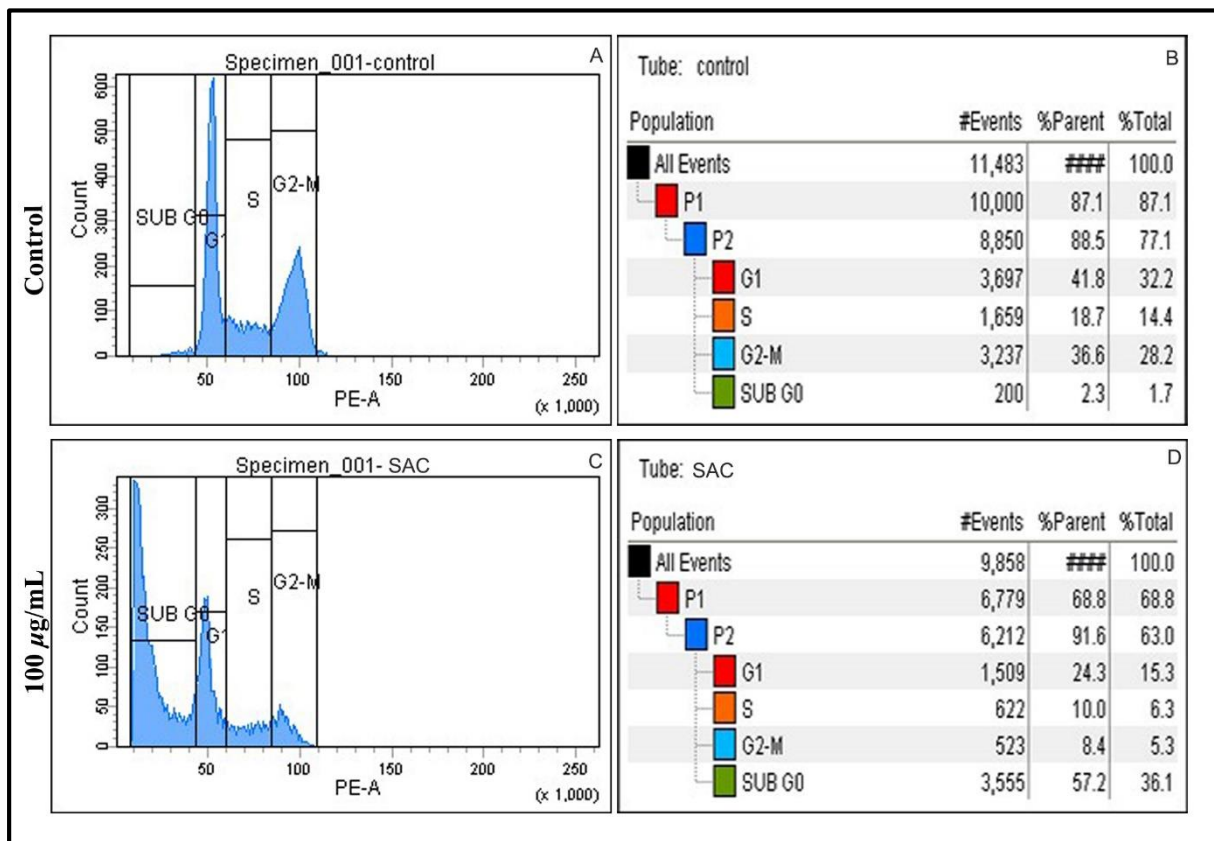 Control
Specimen_001-control
A
600
500
400
300
200
100
0
Count
SUB G0
G1
S
G2-M
50 100 150 200 250
PE-A
(x 1,000)
B
Tube: control
Population #Events %Parent %Total
All Events 11,483 #### 100.0
P1 10,000 87.1 87.1
P2 8,850 88.5 77.1
G1 3,697 41.8 32.2
S 1,659 18.7 14.4
G2-M 3,237 36.6 28.2
SUB G0 200 2.3 1.7
100 µg/mL
Specimen_001- SAC
C
300
250
200
150
100
50
0
Count
SUB G0
G1
S
G2-M
50 100 150 200 250
PE-A
(x 1,000)
D
Tube: SAC
Population #Events %Parent %Total
All Events 9,858 #### 100.0
P1 6,779 68.8 68.8
P2 6,212 91.6 63.0
G1 1,509 24.3 15.3
S 622 10.0 6.3
G2-M 523 8.4 5.3
SUB G0 3,555 57.2 36.1